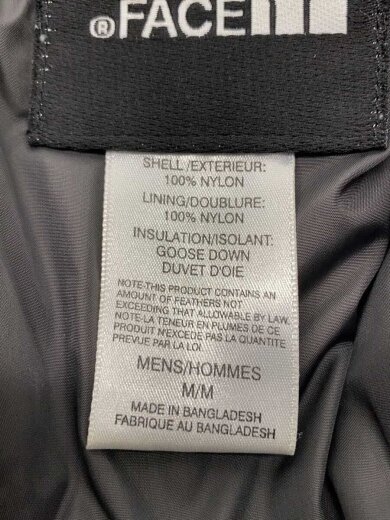 FACE
®
SHELL/EXTERIEUR:
100% NYLON
LINING/DOUBLURE:
100% NYLON
INSULATION/ISOLANT:
GOOSE DOWN
DUVET D'OIE
NOTE-THIS PRODUCT CONTAINS AN
AMOUNT OF FEATHERS NOT
EXCEEDING THAT ALLOWABLE BY LAW.
NOTE-LA TENEUR EN PLUMES DE CE
PRODUIT NE DEPASSE PAS LA QUANTITE
PREVUE PAR LA LOI.
MENS/HOMMES
M/M
MADE IN BANGLADESH
FABRIQUE AU BANGLADESH